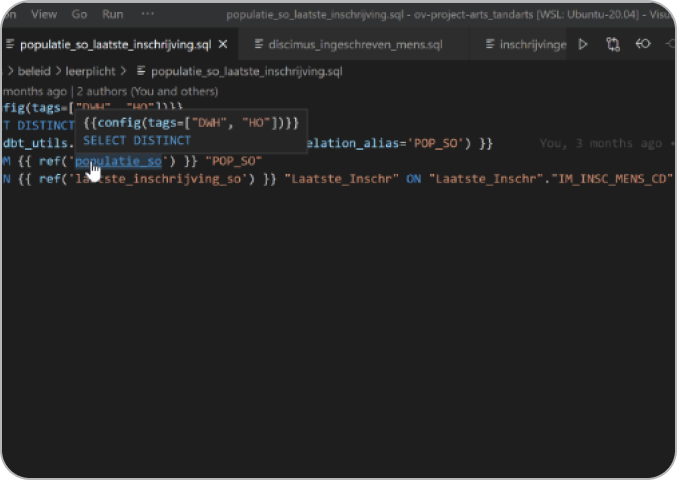 on View Go Run ··· populatie_so_laatste_inschrijving.sql - ov-project-arts_tandarts [WSL: Ubuntu-20.04] - Visu
populatie_so_laatste_inschrijving.sql × discimus_ingeschreven_mens.sql inschrijvinge
> beleid > leerplicht > populatie_so_laatste_inschrijving.sql
months ago | 2 authors (You and others)
fig(tags=["DWH", "HO"])}}
T DISTINCT
{{config(tags=["DWH", "HO"])}}
SELECT DISTINCT
dbt_utils. elation_alias='POP_SO') }} You, 3 months ago •
M {{ ref('populatie_so') }} "POP_SO"
N {{ ref('laatste_inschrijving_so') }} "Laatste_Inschr" ON "Laatste_Inschr"."IM_INSC_MENS_CD"